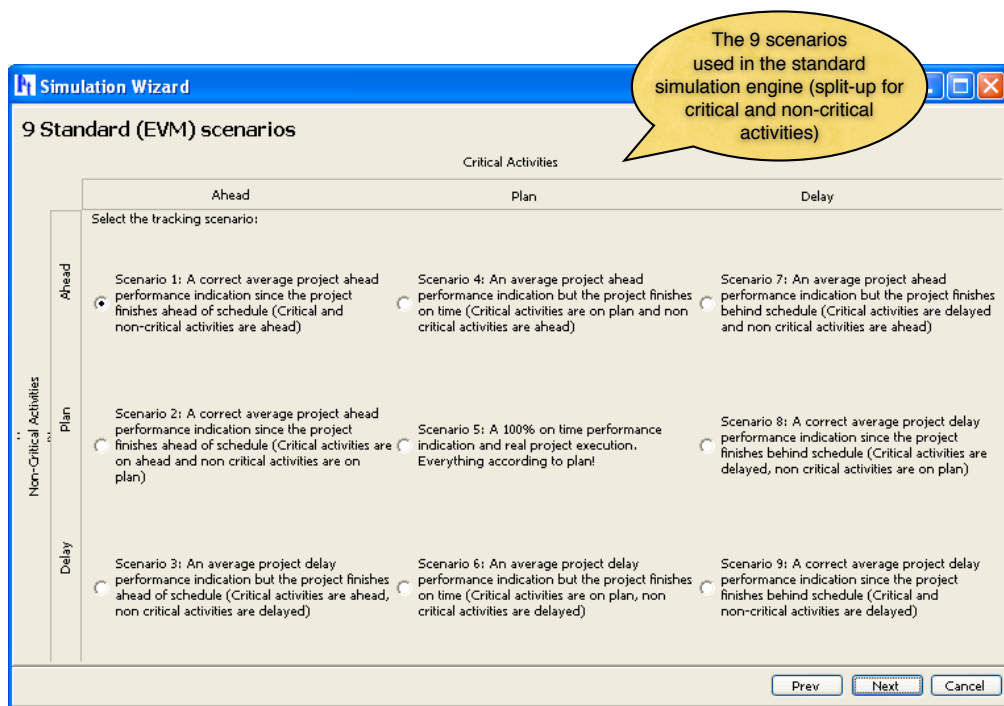 The 9 scenarios
used in the standard
simulation engine (split-up for
critical and non-critical
activities)
Simulation Wizard
9 Standard (EVM) scenarios
Critical Activities
Ahead
Plan
Delay
Select the tracking scenario:
Non-Critical Activities
Ahead
Scenario 1: A correct average project ahead
performance indication since the project
finishes ahead of schedule (Critical and
non-critical activities are ahead)
Scenario 4: An average project ahead
performance indication but the project finishes
on time (Critical activities are on plan and non
critical activities are ahead)
Scenario 7: An average project ahead
performance indication but the project finishes
behind schedule (Critical activities are delayed
and non critical activities are ahead)
Plan
Scenario 2: A correct average project ahead
performance indication since the project
finishes ahead of schedule (Critical activities are
on ahead and non critical activities are on
plan)
Scenario 5: A 100% on time performance
indication and real project execution.
Everything according to plan!
Scenario 8: A correct average project delay
performance indication since the project
finishes behind schedule (Critical activities are
delayed, non critical activities are on plan)
Delay
Scenario 3: An average project delay
performance indication but the project finishes
ahead of schedule (Critical activities are ahead,
non critical activities are delayed)
Scenario 6: An average project delay
performance indication but the project finishes
on time (Critical activities are on plan, non
critical activities are delayed)
Scenario 9: A correct average project delay
performance indication since the project
finishes behind schedule (Critical and
non-critical activities are delayed)
Prev
Next
Cancel